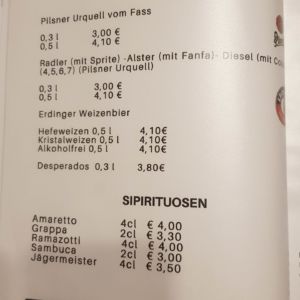 Pilsner Urquell vom Fass
0,3 l 3,00 €
0,5 l 4,10 €
Radler (mit Sprite) -Alster (mit Fanfa)- Diesel (mit
(4,5,6,7) (Pilsner Urquell)
0,3 l 3,00 €
0,5 l 4,10 €
Erdinger Weizenbier
Hefeweizen 0,5 l 4,10€
Kristalweizen 0,5 l 4,10€
Alkoholfrei 0,5 l 4,10€
Desperados 0,3 l 3,80€
SIPIRITUOSEN
Amaretto 4cl € 4,00
Grappa 2cl € 3,30
Ramazotti 4cl € 4,00
Sambuca 2cl € 3,00
Jägermeister 4cl € 3,50